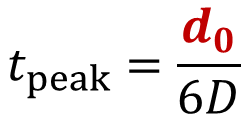 t_peak = d_0 / 6D